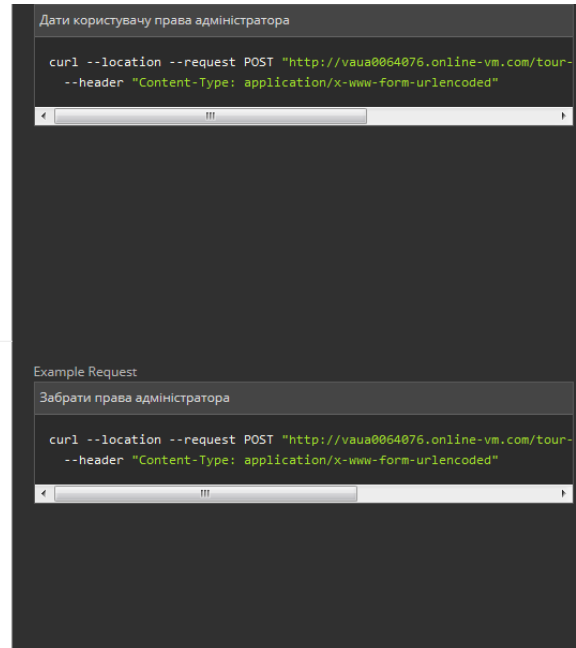 Дати користувачу права адміністратора
curl --location --request POST "http://vaua0064076.online-vm.com/tour-
--header "Content-Type: application/x-www-form-urlencoded"
Example Request
Забрати права адміністратора
curl --location --request POST "http://vaua0064076.online-vm.com/tour-
--header "Content-Type: application/x-www-form-urlencoded"